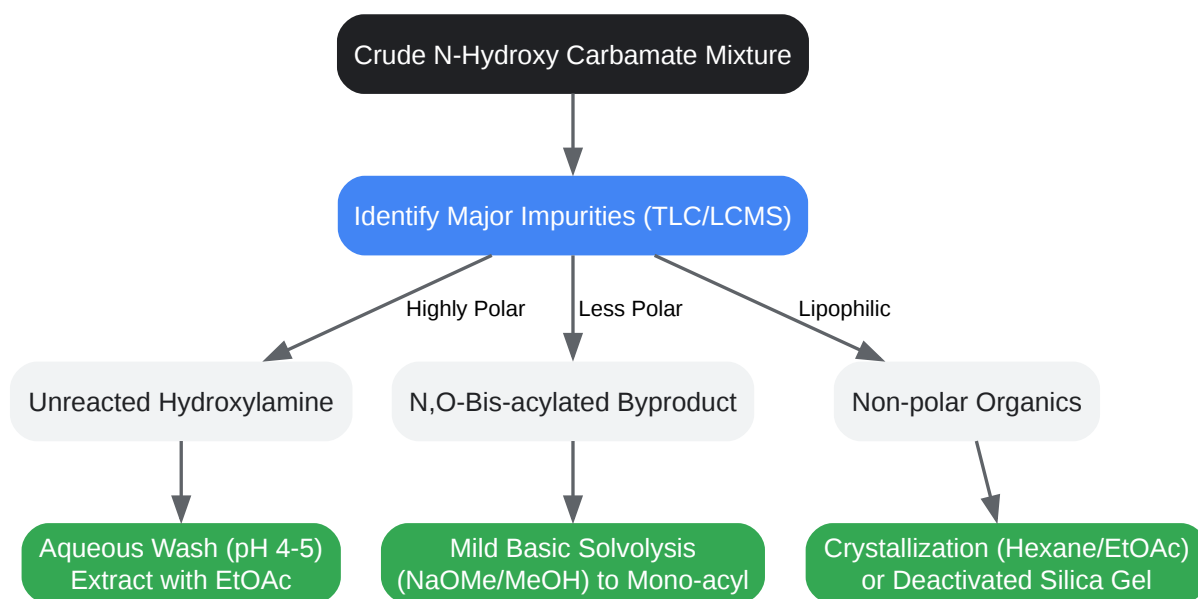 Crude N-Hydroxy Carbamate Mixture
Identify Major Impurities (TLC/LCMS)
Highly Polar
Less Polar
Lipophilic
Unreacted Hydroxylamine
N,O-Bis-acylated Byproduct
Non-polar Organics
Aqueous Wash (pH 4-5)
Extract with EtOAc
Mild Basic Solvolysis
(NaOMe/MeOH) to Mono-acyl
Crystallization (Hexane/EtOAc)
or Deactivated Silica Gel